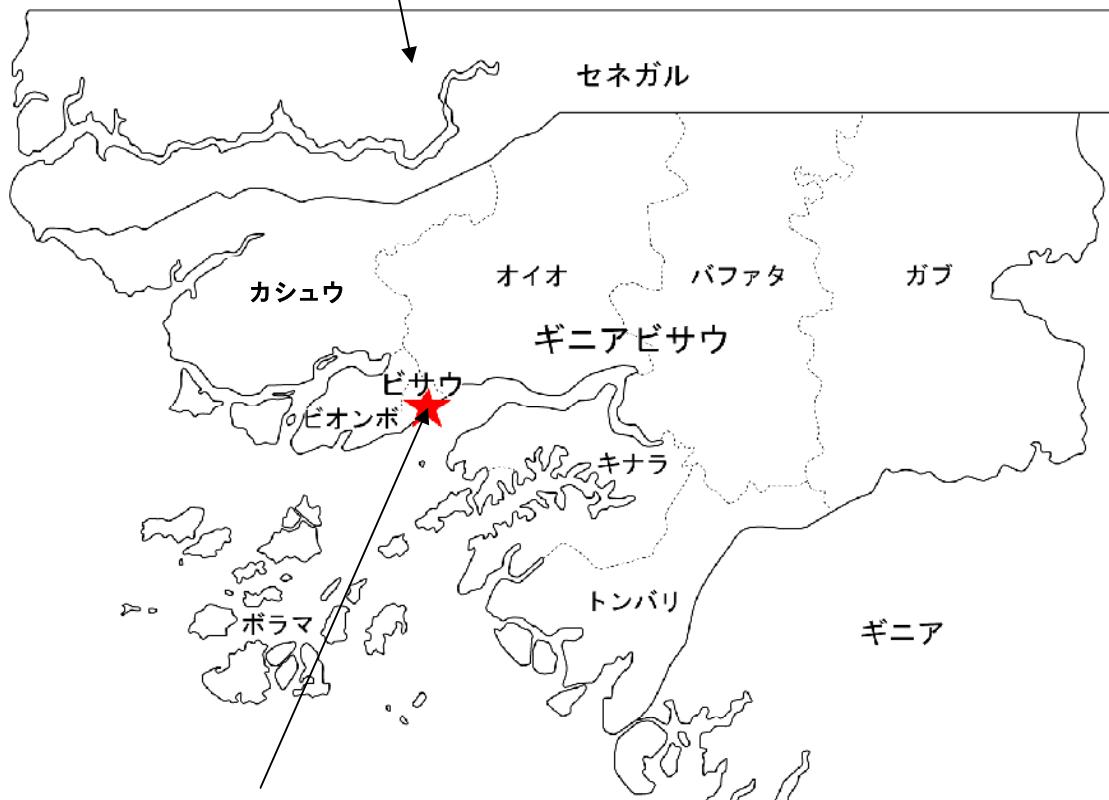 セネガル
オイオ
バファタ
ガブ
カシュウ
ギニアビサウ
ビサウ
ビオンボ
キナラ
トンバリ
ボラマ
ギニア